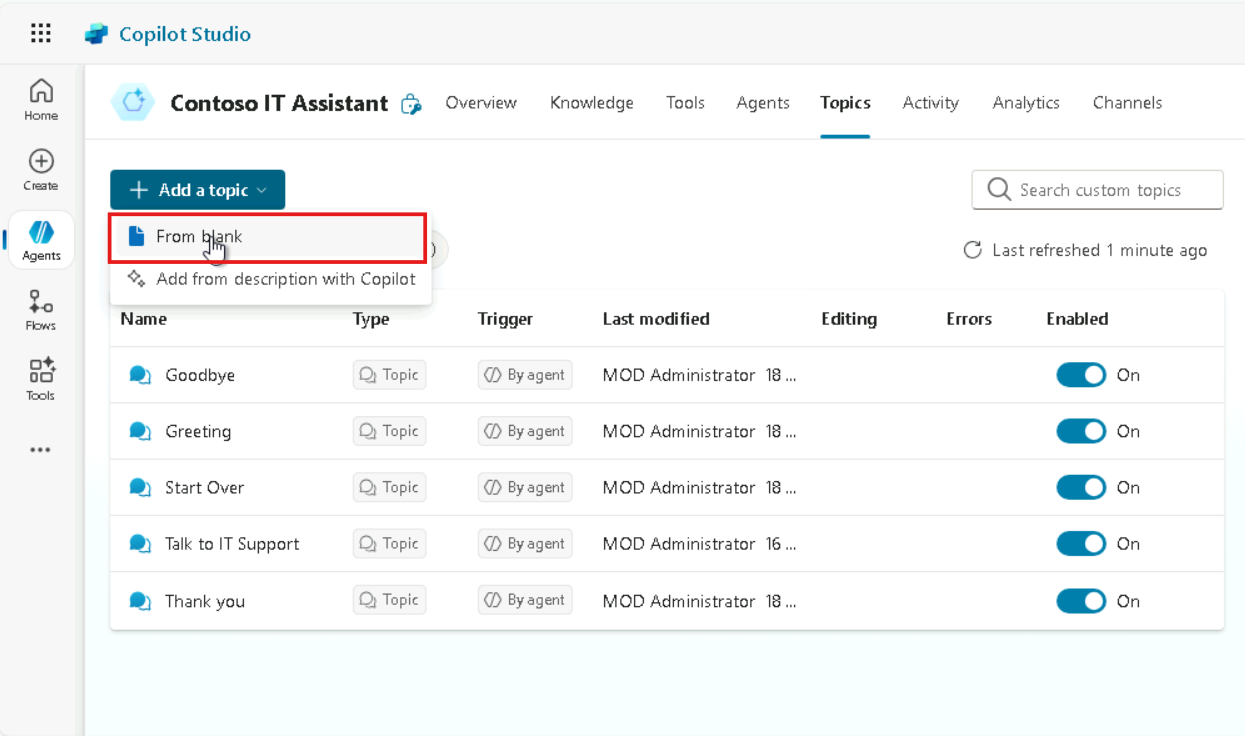 Copilot Studio
Home
Create
Agents
Flows
Tools
Contoso IT Assistant Overview Knowledge Tools Agents Topics Activity Analytics Channels
Add a topic
Search custom topics
From blank
Add from description with Copilot
)
Last refreshed 1 minute ago
Name Type Trigger Last modified Editing Errors Enabled
Goodbye Topic By agent MOD Administrator 18 ... On
Greeting Topic By agent MOD Administrator 18 ... On
Start Over Topic By agent MOD Administrator 18 ... On
Talk to IT Support Topic By agent MOD Administrator 16 ... On
Thank you Topic By agent MOD Administrator 18 ... On